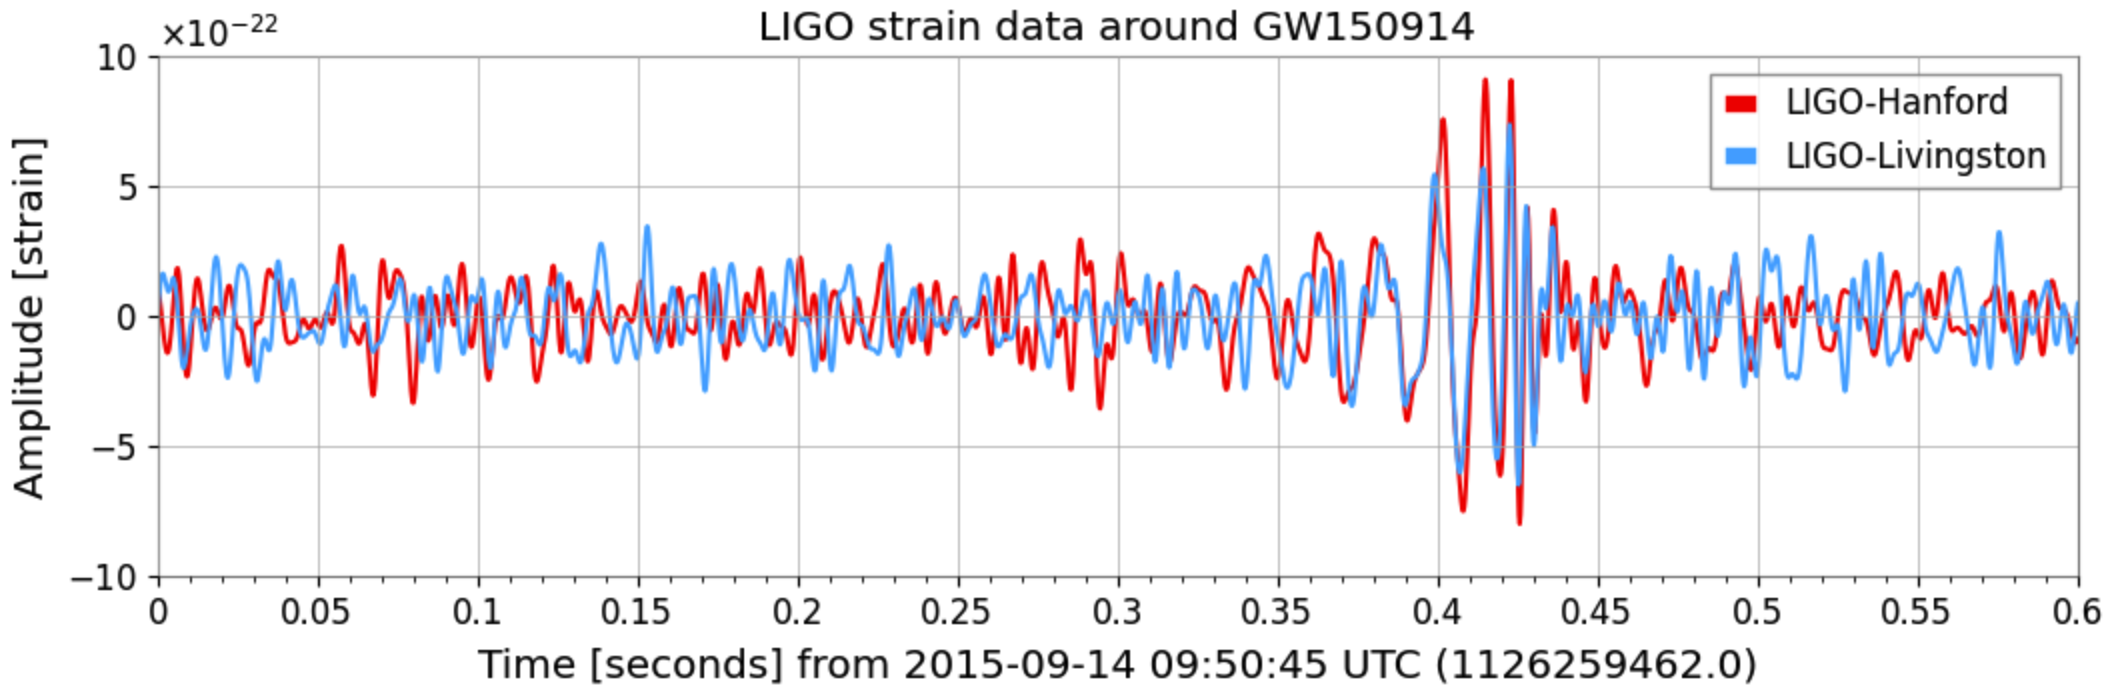 LIGO strain data around GW150914
×10⁻²²
10
5
0
−5
−10
Amplitude [strain]
LIGO-Hanford
LIGO-Livingston
0 0.05 0.1 0.15 0.2 0.25 0.3 0.35 0.4 0.45 0.5 0.55 0.6
Time [seconds] from 2015-09-14 09:50:45 UTC (1126259462.0)